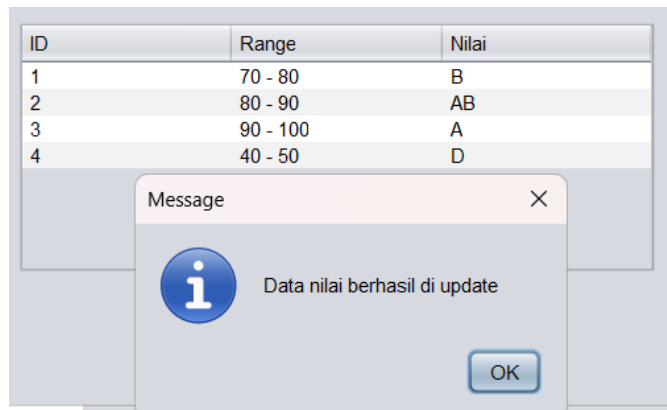 ID Range Nilai
1 70 - 80 B
2 80 - 90 AB
3 90 - 100 A
4 40 - 50 D
Message
Data nilai berhasil di update
OK